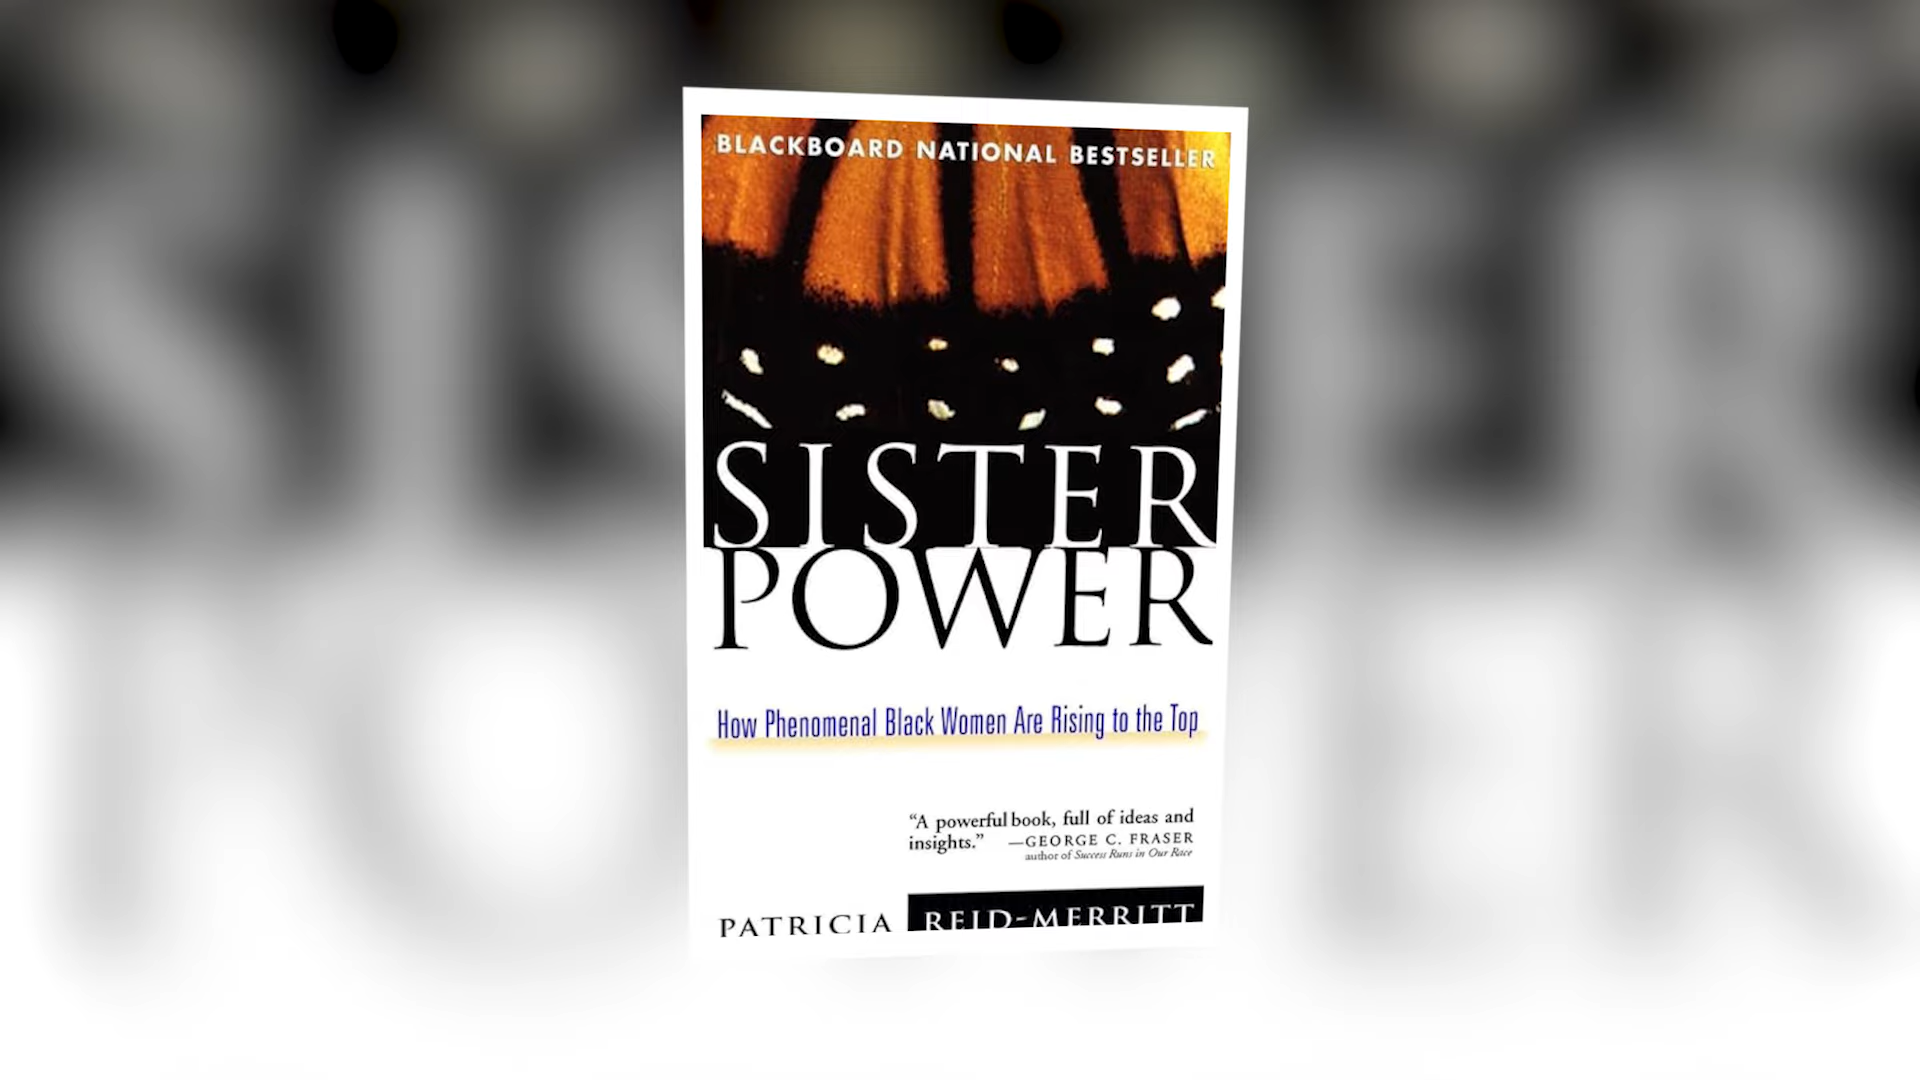 BLACKBOARD NATIONAL BESTSELLER
SISTER
POWER
How Phenomenal Black Women Are Rising to the Top
“A powerful book, full of ideas and
insights.” —GEORGE C. FRASER
author of Success Runs in Our Race
PATRICIA REID-MERRITT